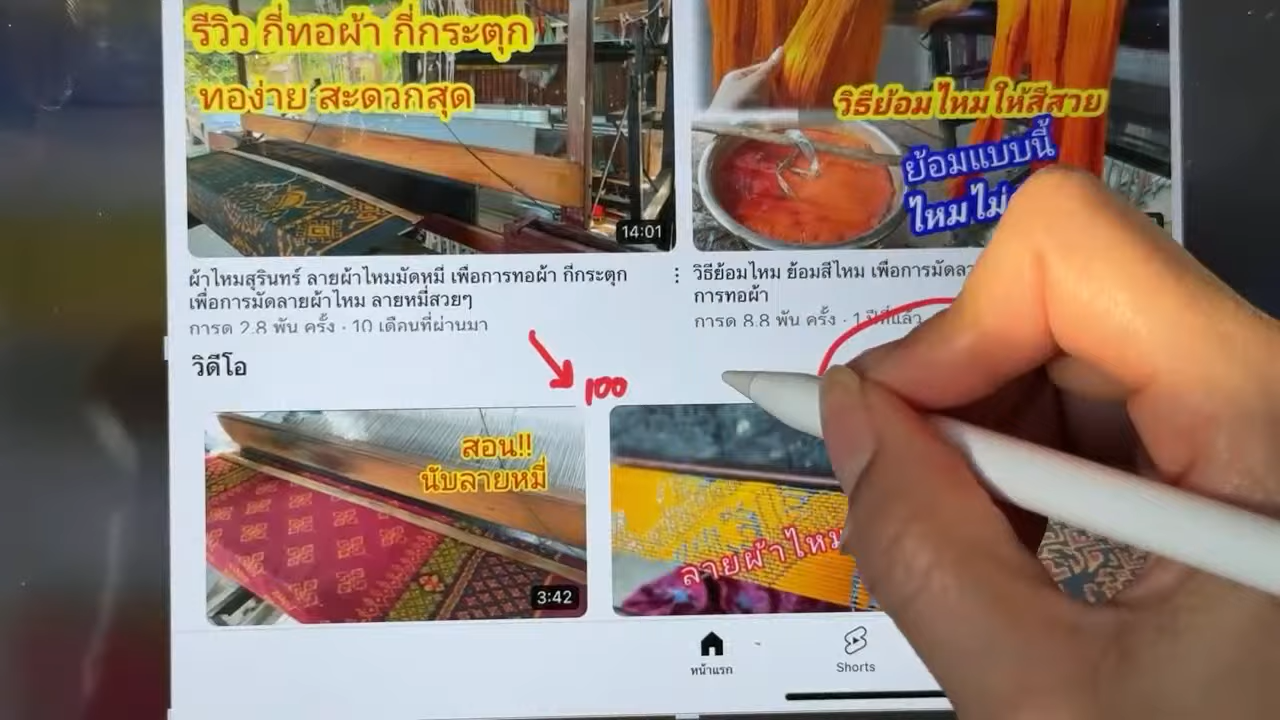 รีวิว กี่ทอผ้า กี่กระตุก
ทอง่าย สะดวกสุด
14:01
วิธีย้อมไหมให้สีสวย
ย้อมแบบนี้
ไหมไม่
ผ้าไหมสุรินทร์ ลายผ้าไหมมัดหมี่ เพื่อการทอผ้า กี่กระตุก
เพื่อการมัดลายผ้าไหม ลายหมี่สวยๆ
การด 2.8 พัน ครั้ง · 10 เดือนที่ผ่านมา
วิธีย้อมไหม ย้อมสีไหม เพื่อการมัดลา
การทอผ้า
การด 8.8 พัน ครั้ง · 1 ปีที่แล้ว
วิดีโอ
100
สอน!!
นับลายหมี่
3:42
ลายผ้าไหม
หน้าแรก
Shorts